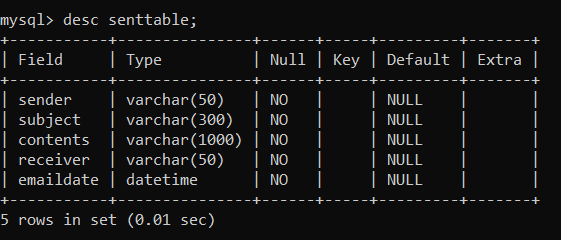 mysql> desc senttable;
+-----------+---------------+------+-----+---------+-------+
| Field     | Type          | Null | Key | Default | Extra |
+-----------+---------------+------+-----+---------+-------+
| sender    | varchar(50)   | NO   |     | NULL    |       |
| subject   | varchar(300)  | NO   |     | NULL    |       |
| contents  | varchar(1000) | NO   |     | NULL    |       |
| receiver  | varchar(50)   | NO   |     | NULL    |       |
| emaildate | datetime      | NO   |     | NULL    |       |
+-----------+---------------+------+-----+---------+-------+
5 rows in set (0.01 sec)